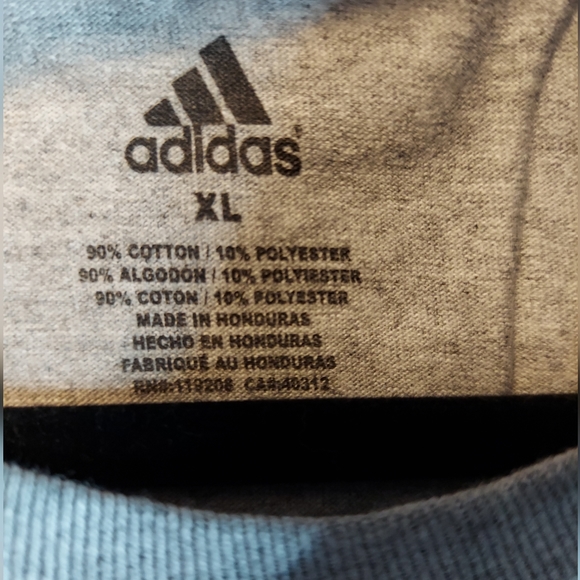 adidas
XL
90% COTTON / 10% POLYESTER
90% ALGODÓN / 10% POLYESTER
90% COTON / 10% POLYESTER
MADE IN HONDURAS
HECHO EN HONDURAS
FABRIQUÉ AU HONDURAS
RN#:119208 CA#:40312